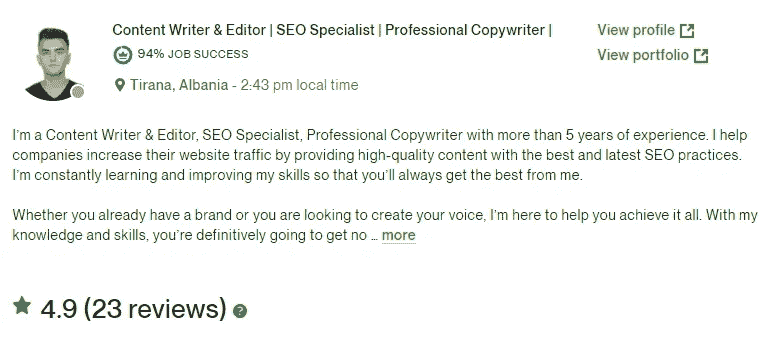 Content Writer & Editor | SEO Specialist | Professional Copywriter |
View profile
94% JOB SUCCESS
View portfolio
Tirana, Albania - 2:43 pm local time
I'm a Content Writer & Editor, SEO Specialist, Professional Copywriter with more than 5 years of experience. I help
companies increase their website traffic by providing high-quality content with the best and latest SEO practices.
I'm constantly learning and improving my skills so that you'll always get the best from me.
Whether you already have a brand or you are looking to create your voice, I'm here to help you achieve it all. With my
knowledge and skills, you're definitively going to get no … more
4.9 (23 reviews) ?